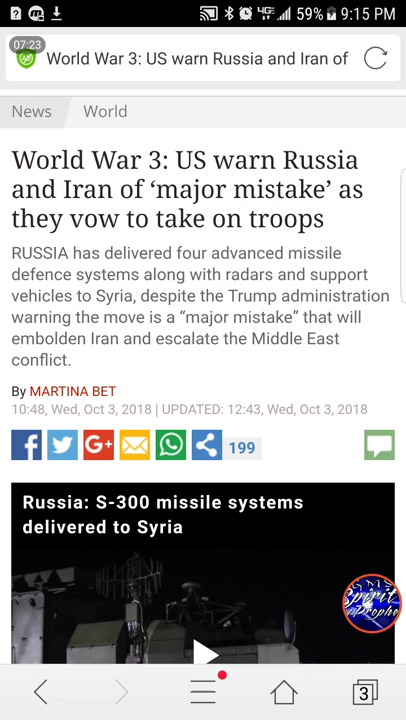 59% 9:15 PM
07:23
World War 3: US warn Russia and Iran of
News World
World War 3: US warn Russia
and Iran of ‘major mistake’ as
they vow to take on troops
RUSSIA has delivered four advanced missile
defence systems along with radars and support
vehicles to Syria, despite the Trump administration
warning the move is a “major mistake” that will
embolden Iran and escalate the Middle East
conflict.
By MARTINA BET
10:48, Wed, Oct 3, 2018 | UPDATED: 12:43, Wed, Oct 3, 2018
G+ 199
Russia: S-300 missile systems
delivered to Syria
Spirit
Prophe
3